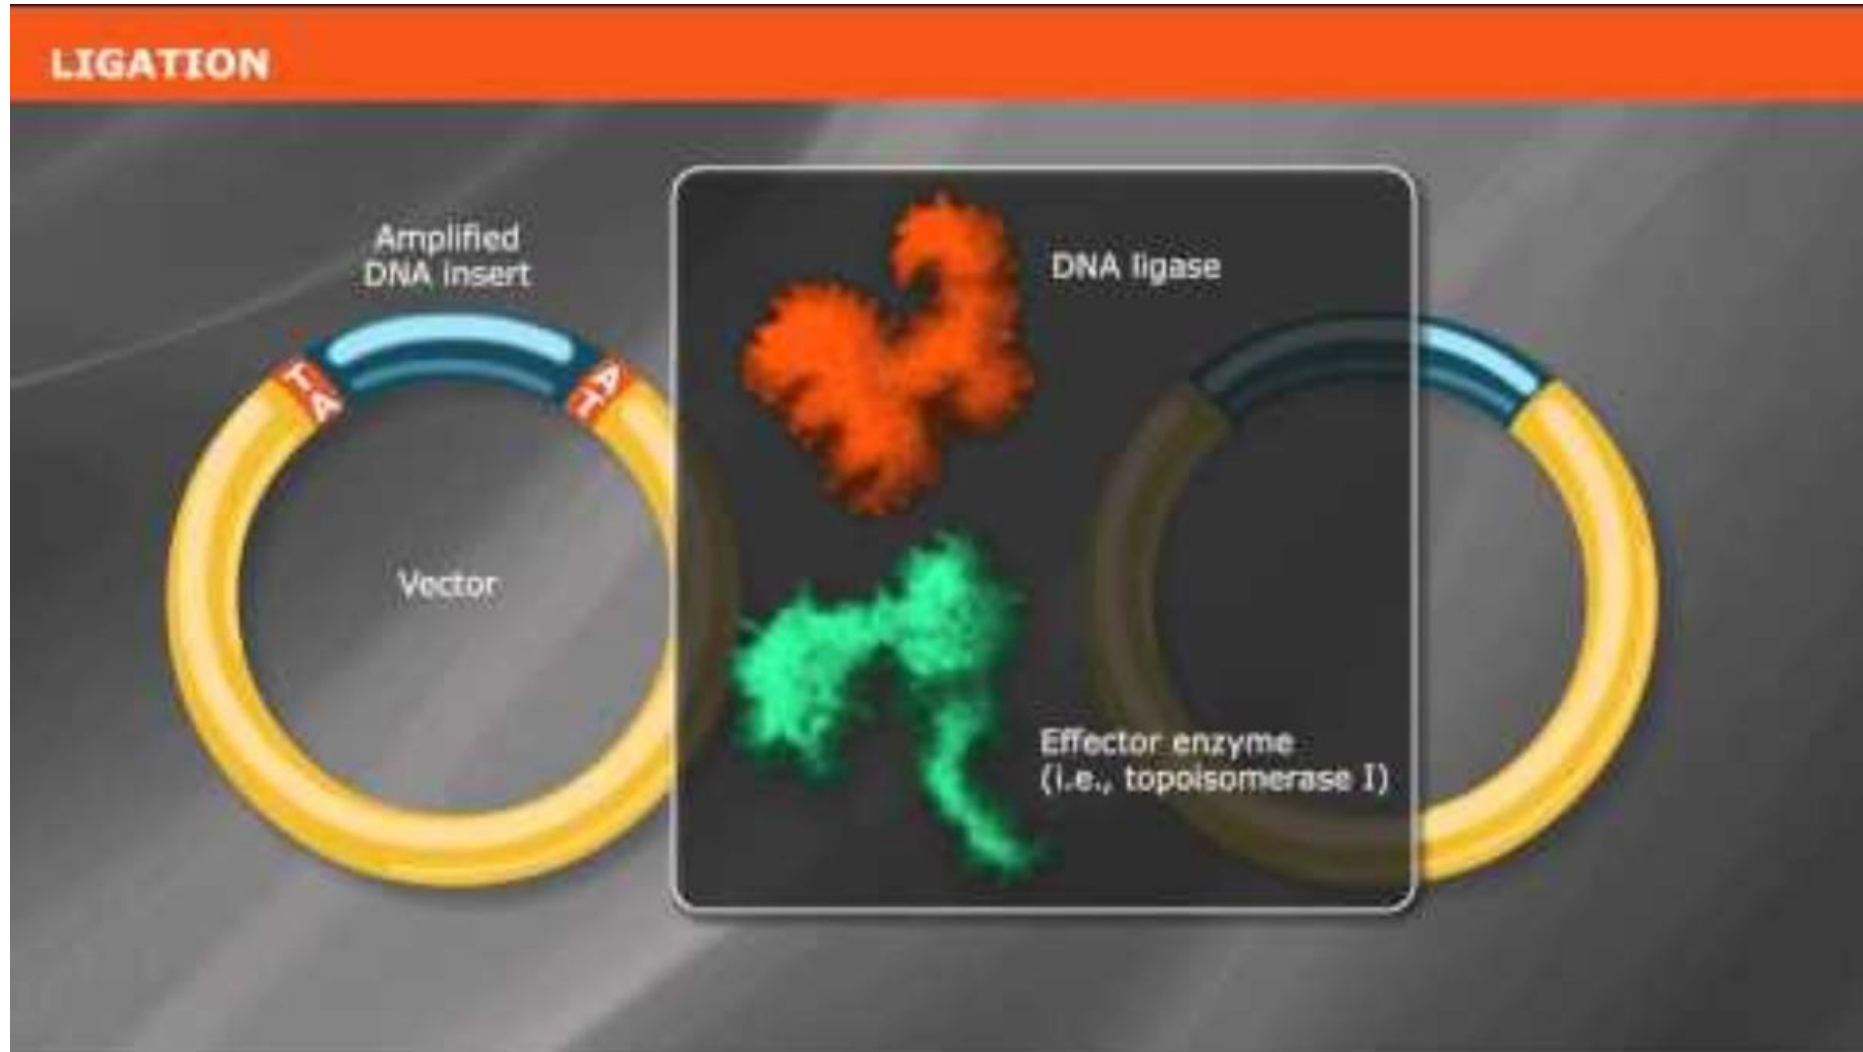 LIGATION
Amplified
DNA insert
T
A
A
T
Vector
DNA ligase
Effector enzyme
(i.e., topoisomerase I)